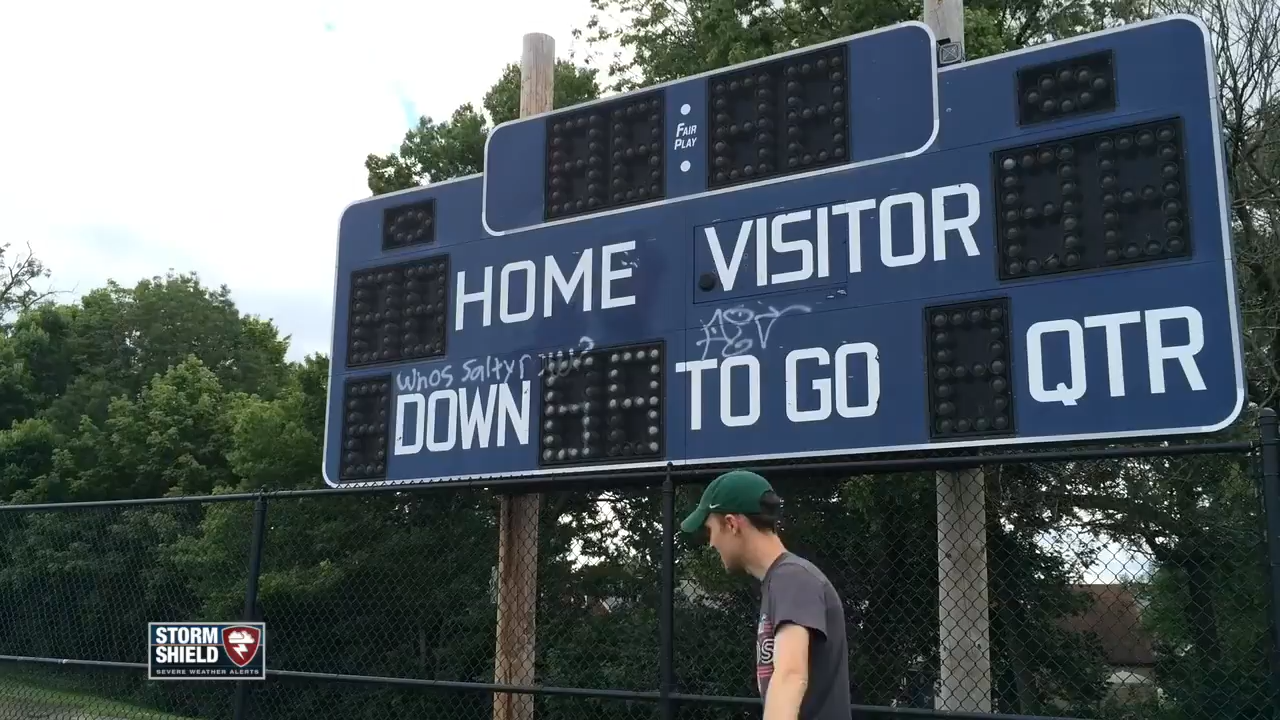 FAIR
PLAY
HOME VISITOR
whos salty
DOWN TO GO QTR
STORM
SHIELD
SEVERE WEATHER ALERTS